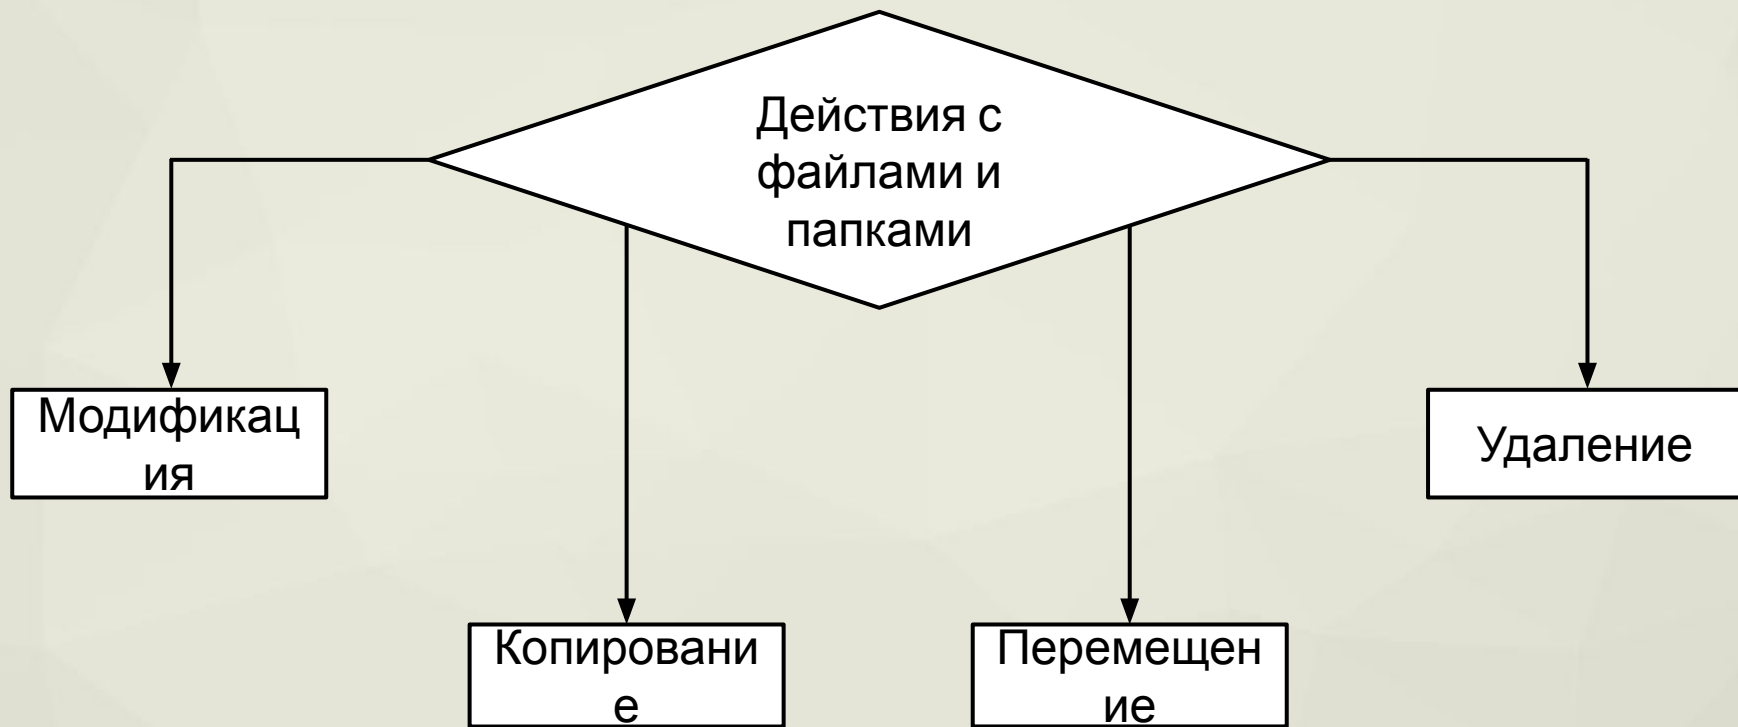 Действия с
файлами и
папками
Модификац
ия
Удаление
Копировани
е
Перемещен
ие